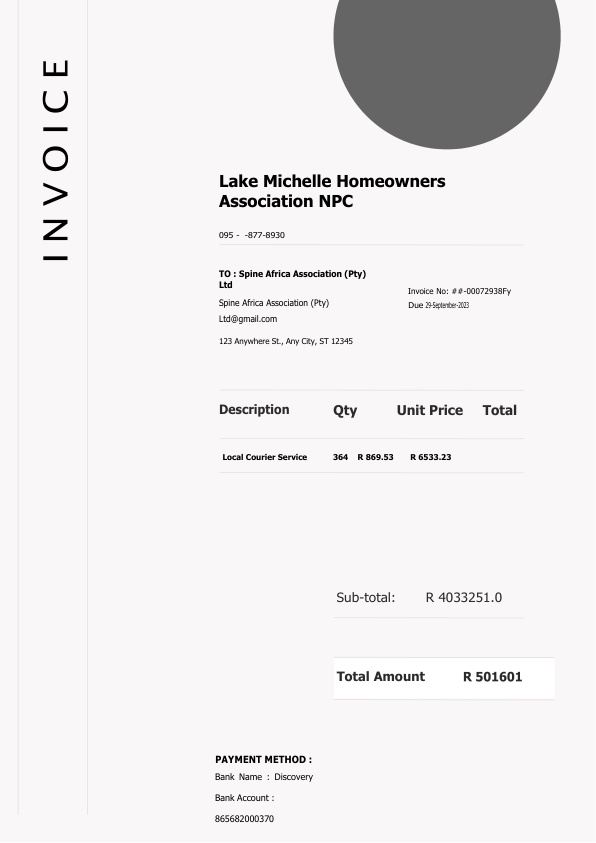 INVOICE
Lake Michelle Homeowners
Association NPC
095 - -877-8930
TO : Spine Africa Association (Pty)
Ltd
Spine Africa Association (Pty)
Ltd@gmail.com
123 Anywhere St., Any City, ST 12345
Invoice No: ##-00072938Fy
Due 29-September-2023
Description Qty Unit Price Total
Local Courier Service 364 R 869.53 R 6533.23
Sub-total: R 4033251.0
Total Amount R 501601
PAYMENT METHOD :
Bank Name : Discovery
Bank Account :
865682000370